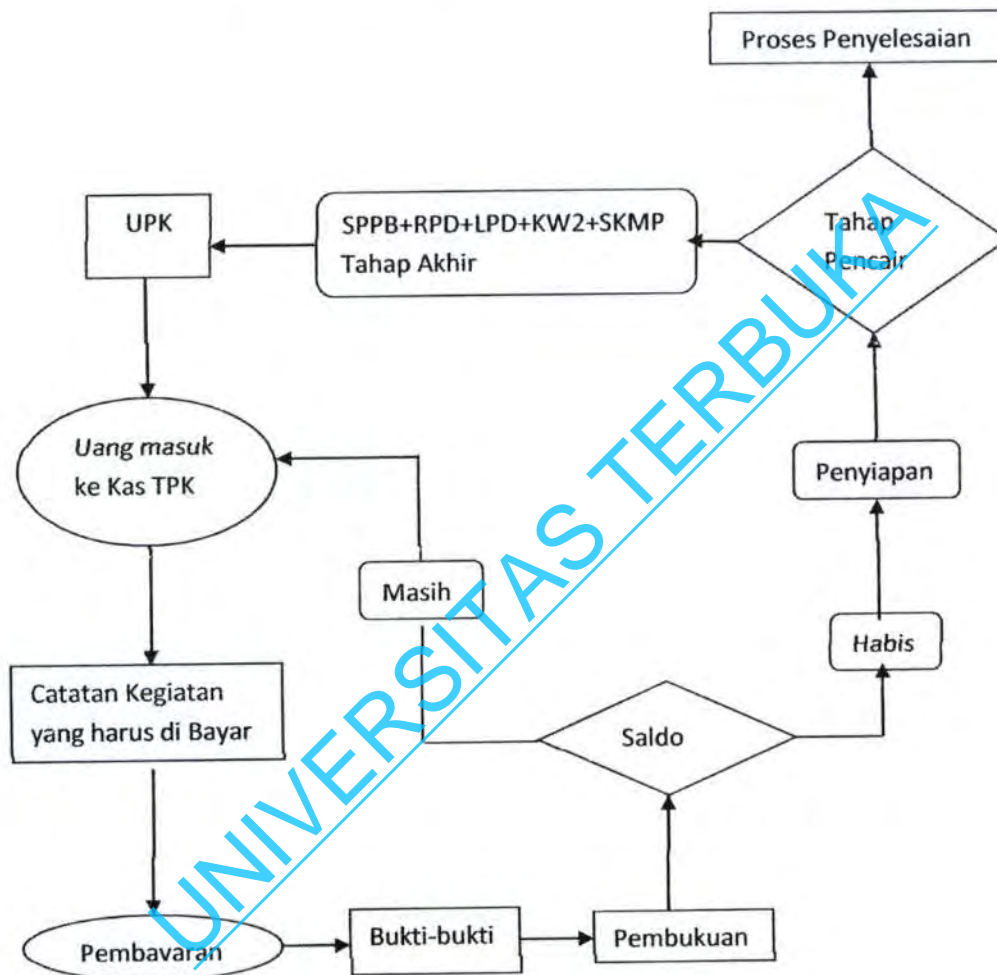 Proses Penyelesaian
UPK
SPPB+RPD+LPD+KW2+SKMP
Tahap Akhir
Tahap
Pencair
Uang masuk
ke Kas TPK
Penyiapan
Masih
Habis
Catatan Kegiatan
yang harus di Bayar
Saldo
Pembayaran
Bukti-bukti
Pembukuan
UNIVERSITAS TERBUKA